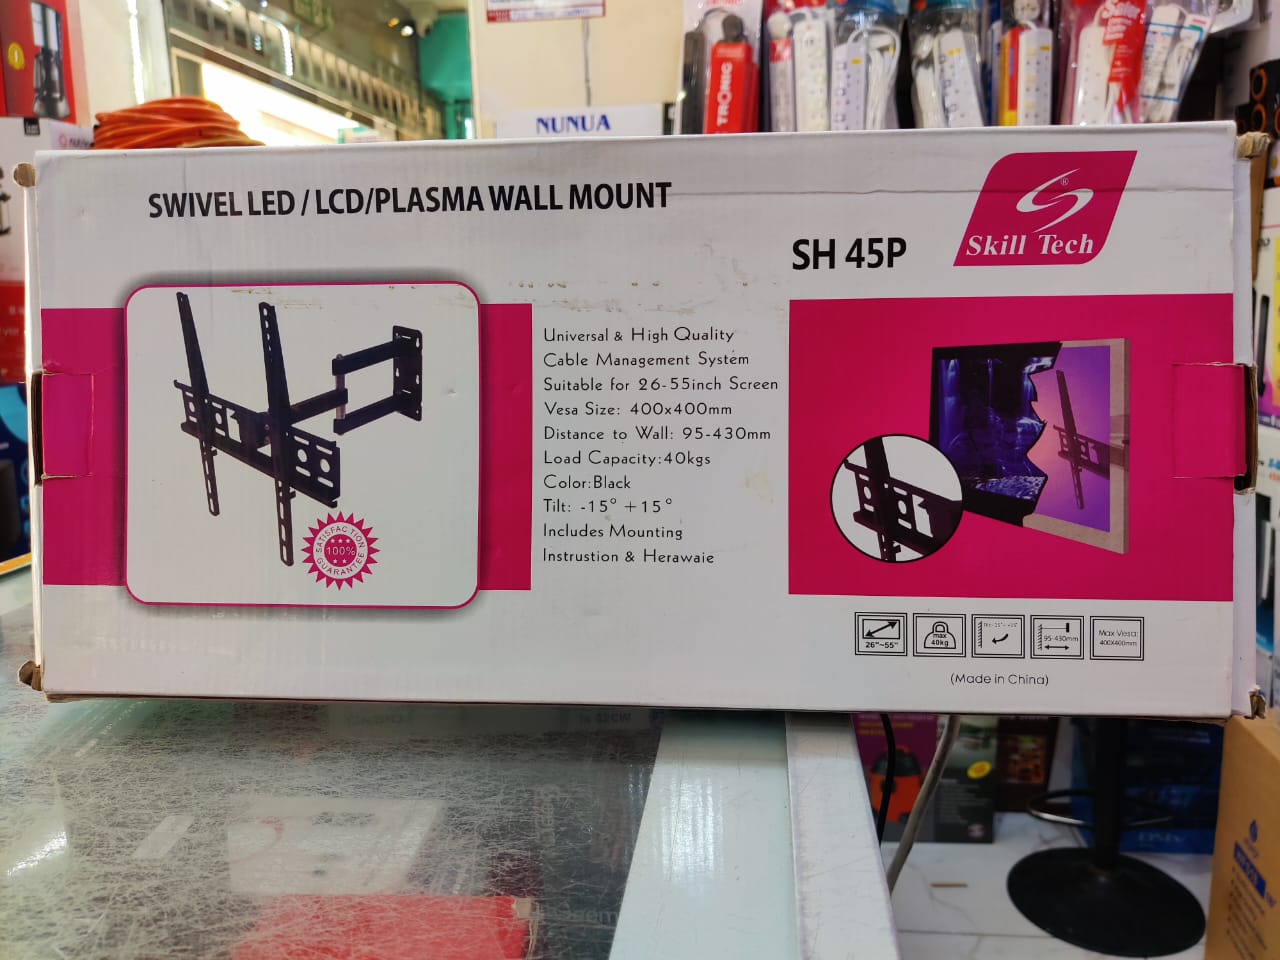 NUNUA
TRONIC
SWIVEL LED / LCD/PLASMA WALL MOUNT
SH 45P
®
Skill Tech
Universal & High Quality
Cable Management System
Suitable for 26-55inch Screen
Vesa Size: 400x400mm
Distance to Wall: 95-430mm
Load Capacity:40kgs
Color:Black
Tilt: -15° +15°
Includes Mounting
Instrustion & Herawaie
SATISFACTION
100%
GUARANTEE
26"~55"
max
40kg
95-430mm
Max Vesa:
400X400mm
(Made in China)